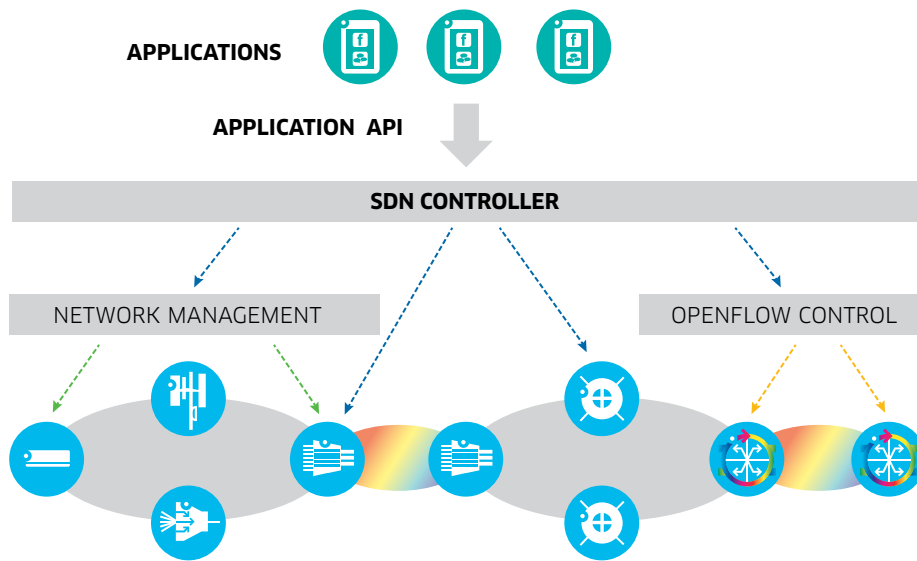 APPLICATIONS
APPLICATION API
SDN CONTROLLER
NETWORK MANAGEMENT
OPENFLOW CONTROL